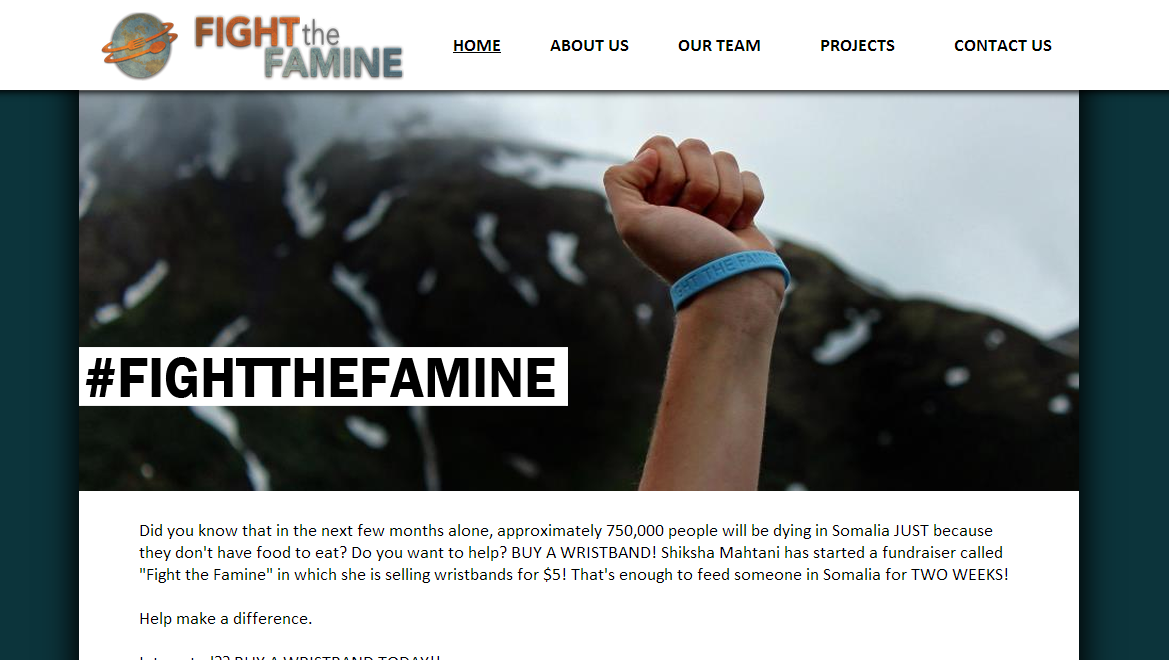 FIGHT the
FAMINE
HOME ABOUT US OUR TEAM PROJECTS CONTACT US
GHT THE FAMINE
#FIGHTTHEFAMINE
Did you know that in the next few months alone, approximately 750,000 people will be dying in Somalia JUST because
they don't have food to eat? Do you want to help? BUY A WRISTBAND! Shiksha Mahtani has started a fundraiser called
"Fight the Famine" in which she is selling wristbands for $5! That's enough to feed someone in Somalia for TWO WEEKS!
Help make a difference.
BUY A WRISTBAND TODAY!!